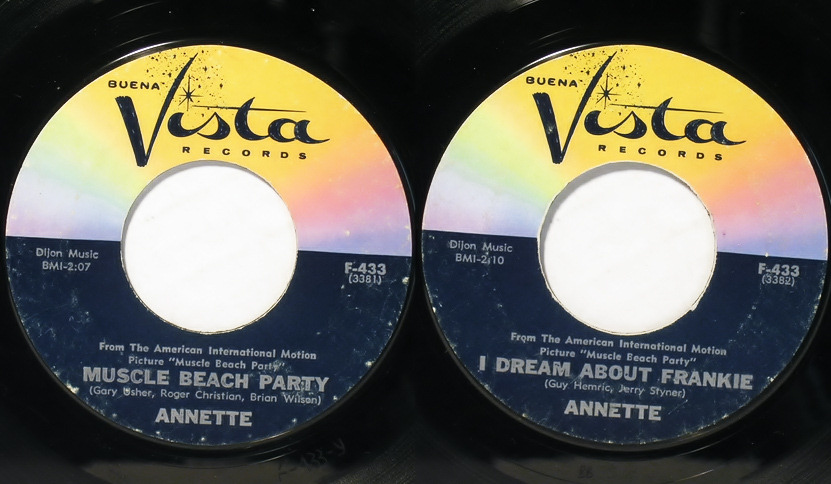 BUENA
Vista
RECORDS
Dijon Music
BMI-2:07
F-433
(3381)
From The American International Motion
Picture "Muscle Beach Party"
MUSCLE BEACH PARTY
(Gary Usher, Roger Christian, Brian Wilson)
ANNETTE
BUENA
Vista
RECORDS
Dijon Music
BMI-2:10
F-433
(3382)
From The American International Motion
Picture "Muscle Beach Party"
I DREAM ABOUT FRANKIE
(Guy Hemric, Jerry Styner)
ANNETTE